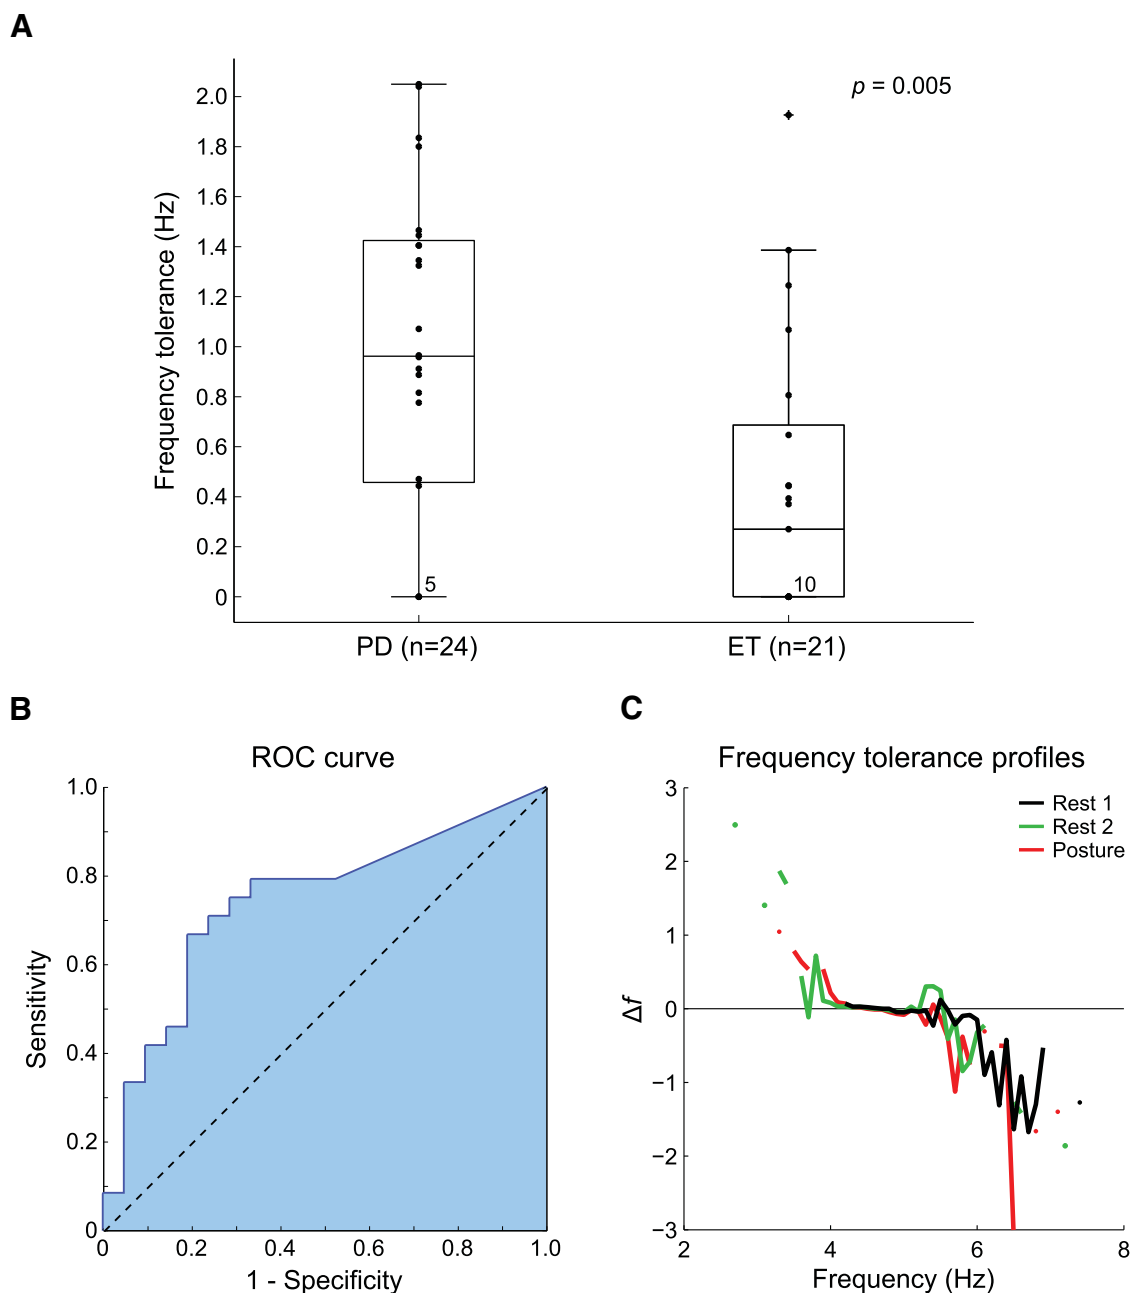 A
p = 0.005
Frequency tolerance (Hz)
2.0
1.8
1.6
1.4
1.2
1.0
0.8
0.6
0.4
0.2
0
5
10
PD (n=24)
ET (n=21)
B
ROC curve
Sensitivity
1.0
0.8
0.6
0.4
0.2
0
0
0.2
0.4
0.6
0.8
1.0
1 - Specificity
C
Frequency tolerance profiles
Rest 1
Rest 2
Posture
Δf
3
2
1
0
−1
−2
−3
2
4
6
8
Frequency (Hz)